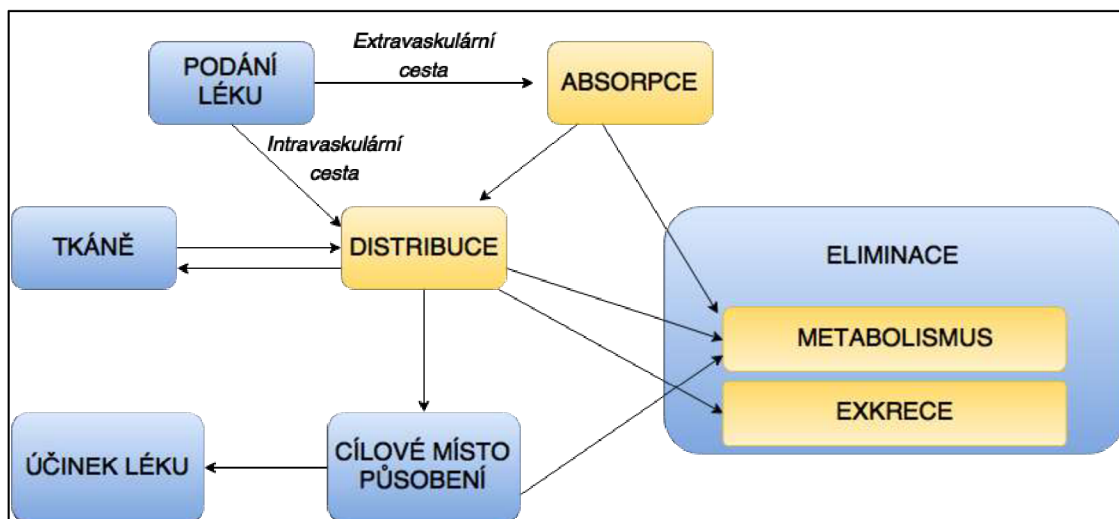 PODÁNÍ
LÉKU
Extravaskulární
cesta
ABSORPCE
Intravaskulární
cesta
TKÁNĚ
DISTRIBUCE
ELIMINACE
METABOLISMUS
EXKRECE
ÚČINEK LÉKU
CÍLOVÉ MÍSTO
PŮSOBENÍ